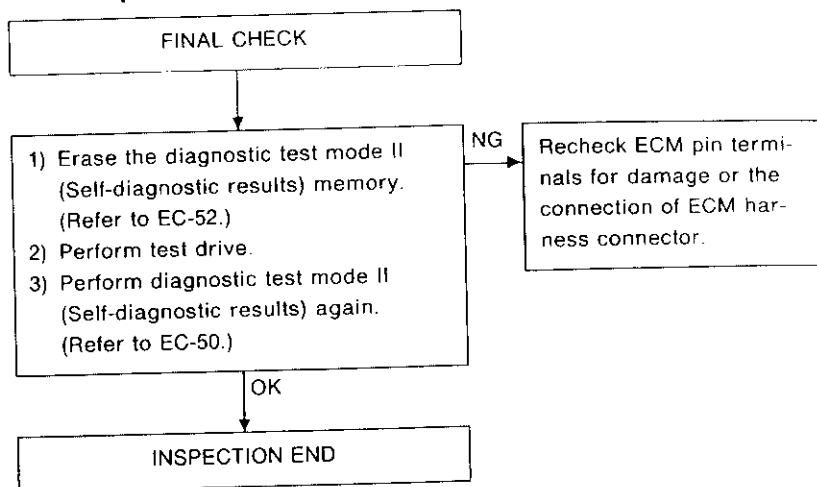 FINAL CHECK
1) Erase the diagnostic test mode II
(Self-diagnostic results) memory.
(Refer to EC-52.)
2) Perform test drive.
3) Perform diagnostic test mode II
(Self-diagnostic results) again.
(Refer to EC-50.)
NG
Recheck ECM pin termi-
nals for damage or the
connection of ECM har-
ness connector.
OK
INSPECTION END